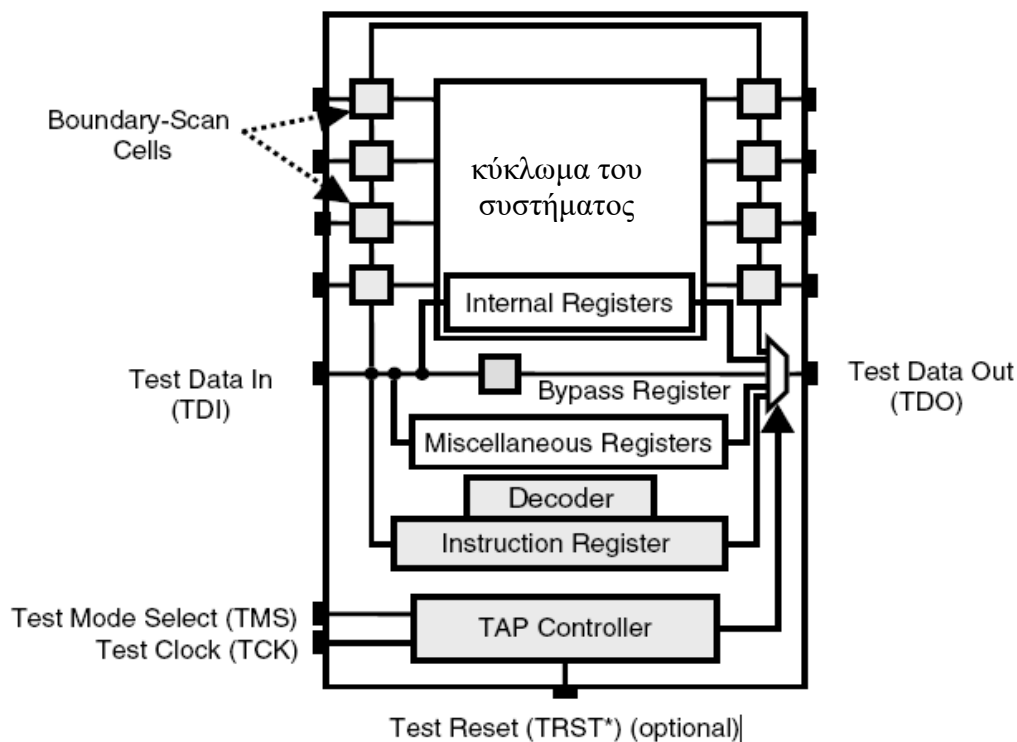 Boundary-Scan
Cells
κύκλωμα του
συστήματος
Internal Registers
Test Data In
(TDI)
Bypass Register
Test Data Out
(TDO)
Miscellaneous Registers
Decoder
Instruction Register
Test Mode Select (TMS)
Test Clock (TCK)
TAP Controller
Test Reset (TRST*) (optional)